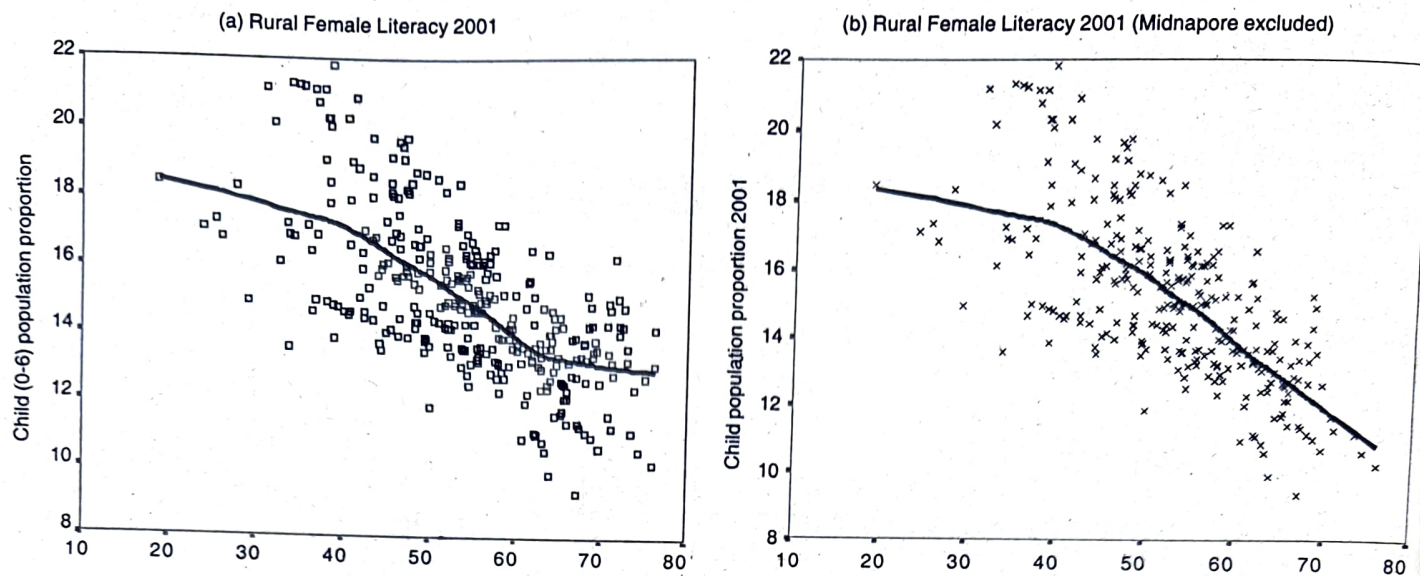 (a) Rural Female Literacy 2001
Child (0-6) population proportion
22
20
18
16
14
12
10
8
10 20 30 40 50 60 70 80
(b) Rural Female Literacy 2001 (Midnapore excluded)
Child population proportion 2001
22
20
18
16
14
12
10
8
10 20 30 40 50 60 70 80